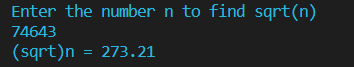 Enter the number n to find sqrt(n)
74643
(sqrt)n = 273.21